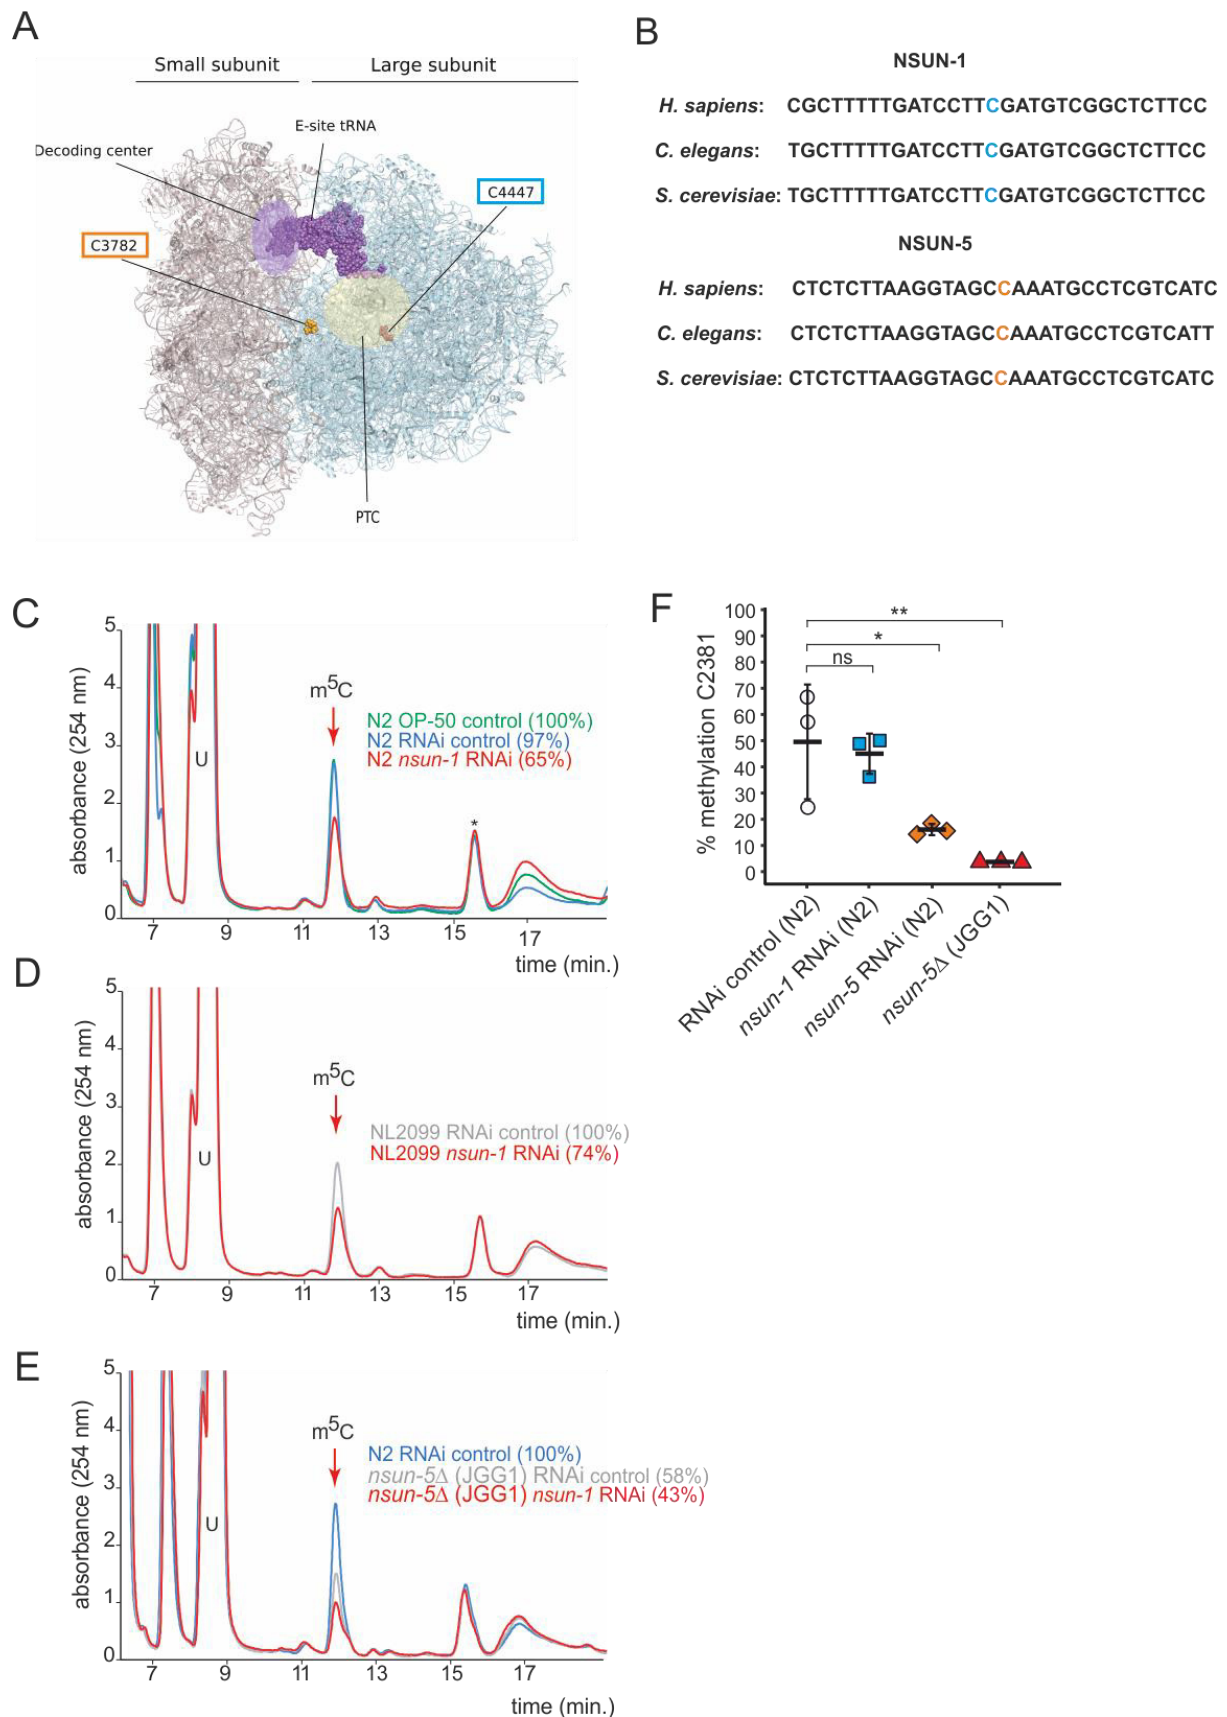 A
Small subunit
Large subunit
E-site tRNA
Decoding center
C4447
C3782
PTC
B
NSUN-1
H. sapiens: CGCTTTTTGATCCTTCGATGTCGGCTCTTCC
C. elegans: TGCTTTTTGATCCTTCGATGTCGGCTCTTCC
S. cerevisiae: TGCTTTTTGATCCTTCGATGTCGGCTCTTCC
NSUN-5
H. sapiens: CTCTCTTAAGGTAGCCAAATGCCTCGTCATC
C. elegans: CTCTCTTAAGGTAGCCAAATGCCTCGTCATT
S. cerevisiae: CTCTCTTAAGGTAGCCAAATGCCTCGTCATC
C
absorbance (254 nm)
5
4
3
2
1
0
U
m5C
N2 OP-50 control (100%)
N2 RNAi control (97%)
N2 nsun-1 RNAi (65%)
*
7 9 11 13 15 17
time (min.)
D
absorbance (254 nm)
5
4
3
2
1
0
U
m5C
NL2099 RNAi control (100%)
NL2099 nsun-1 RNAi (74%)
7 9 11 13 15 17
time (min.)
E
absorbance (254 nm)
5
4
3
2
1
0
U
m5C
N2 RNAi control (100%)
nsun-5Δ (JGG1) RNAi control (58%)
nsun-5Δ (JGG1) nsun-1 RNAi (43%)
7 9 11 13 15 17
time (min.)
F
% methylation C2381
100
90
80
70
60
50
40
30
20
10
0
**
*
ns
RNAi control (N2)
nsun-1 RNAi (N2)
nsun-5 RNAi (N2)
nsun-5Δ (JGG1)